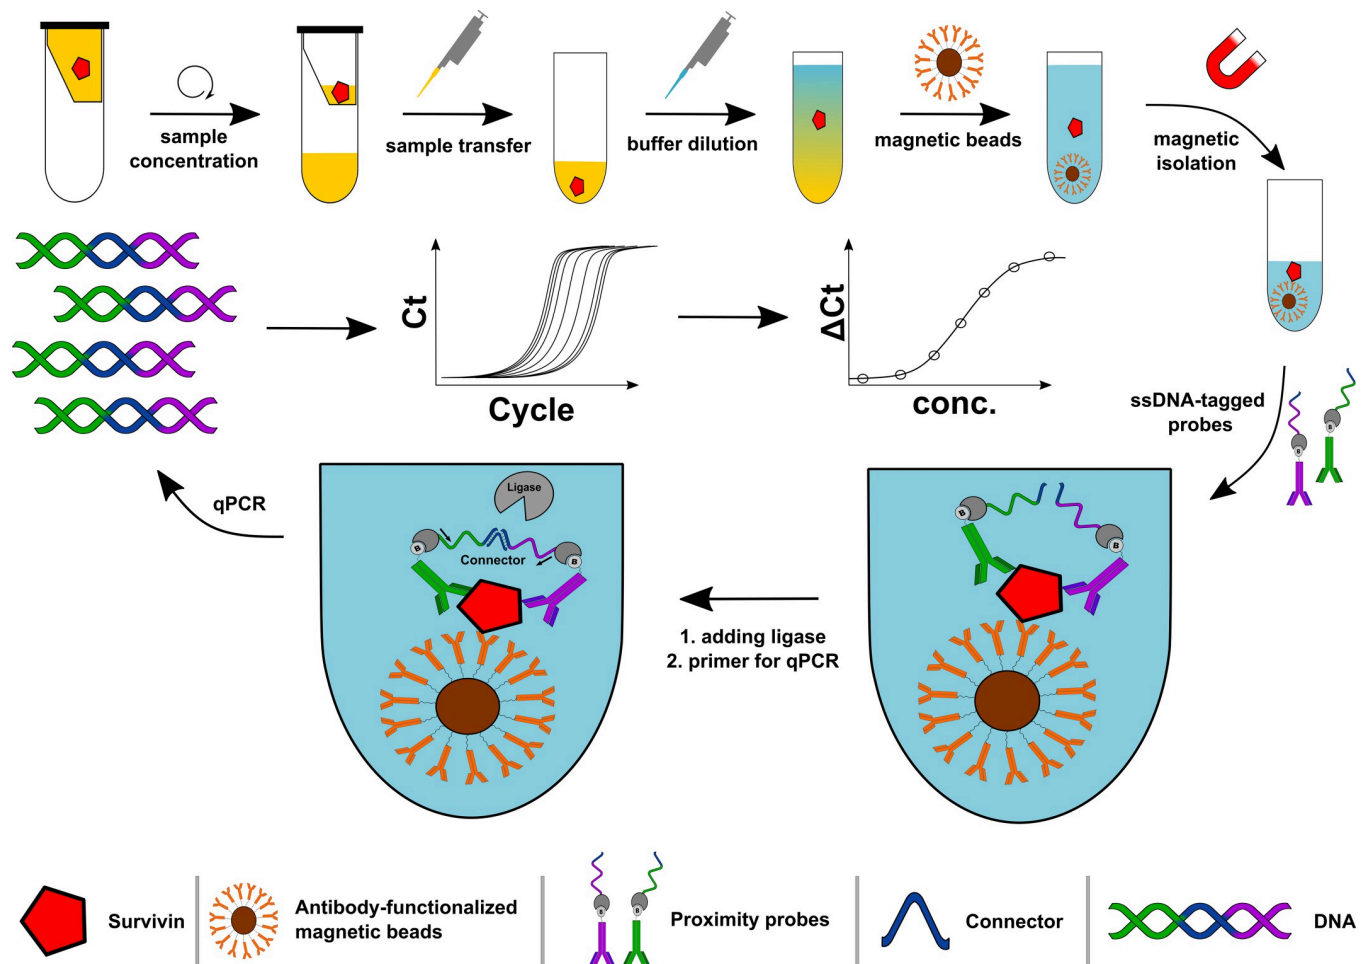 sample
concentration
sample transfer
buffer dilution
magnetic beads
magnetic
isolation
Ct
Cycle
ΔCt
conc.
ssDNA-tagged
probes
B
B
qPCR
Ligase
B
Connector
B
1. adding ligase
2. primer for qPCR
B
B
Survivin
Antibody-functionalized
magnetic beads
B
B
Proximity probes
Connector
DNA